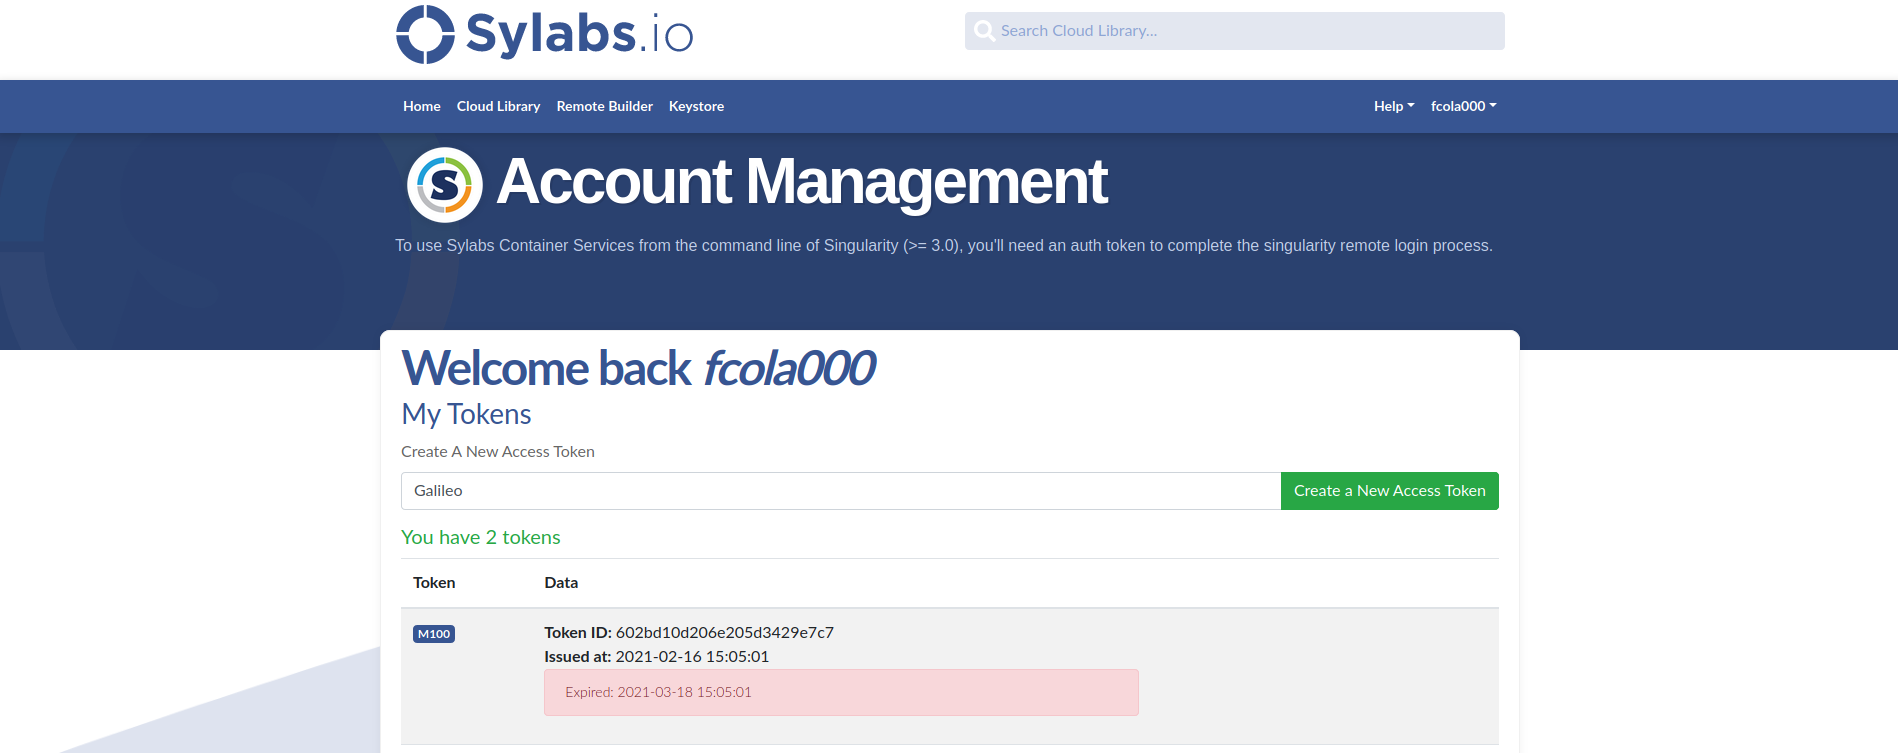 Sylabs.io
Search Cloud Library...
Home Cloud Library Remote Builder Keystore Help fcola000
S Account Management
To use Sylabs Container Services from the command line of Singularity (>= 3.0), you'll need an auth token to complete the singularity remote login process.
Welcome back fcola000
My Tokens
Create A New Access Token
Galileo Create a New Access Token
You have 2 tokens
Token Data
M100 Token ID: 602bd10d206e205d3429e7c7
Issued at: 2021-02-16 15:05:01
Expired: 2021-03-18 15:05:01